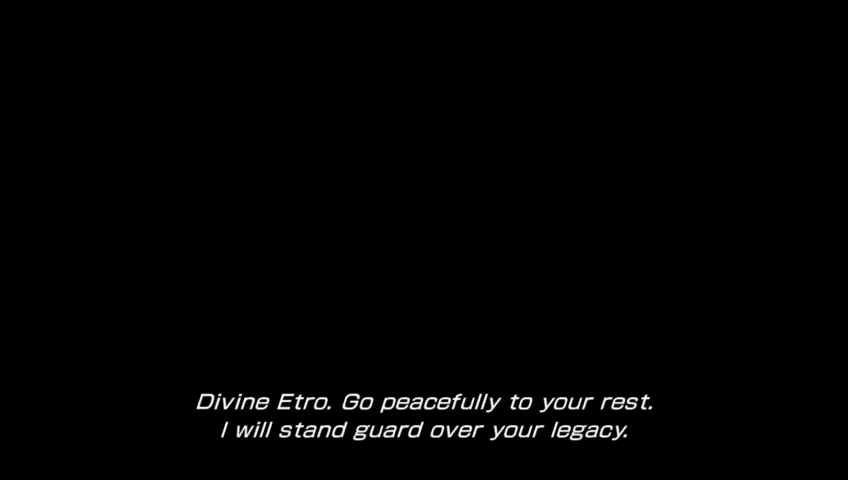 Divine Etro. Go peacefully to your rest.
I will stand guard over your legacy.